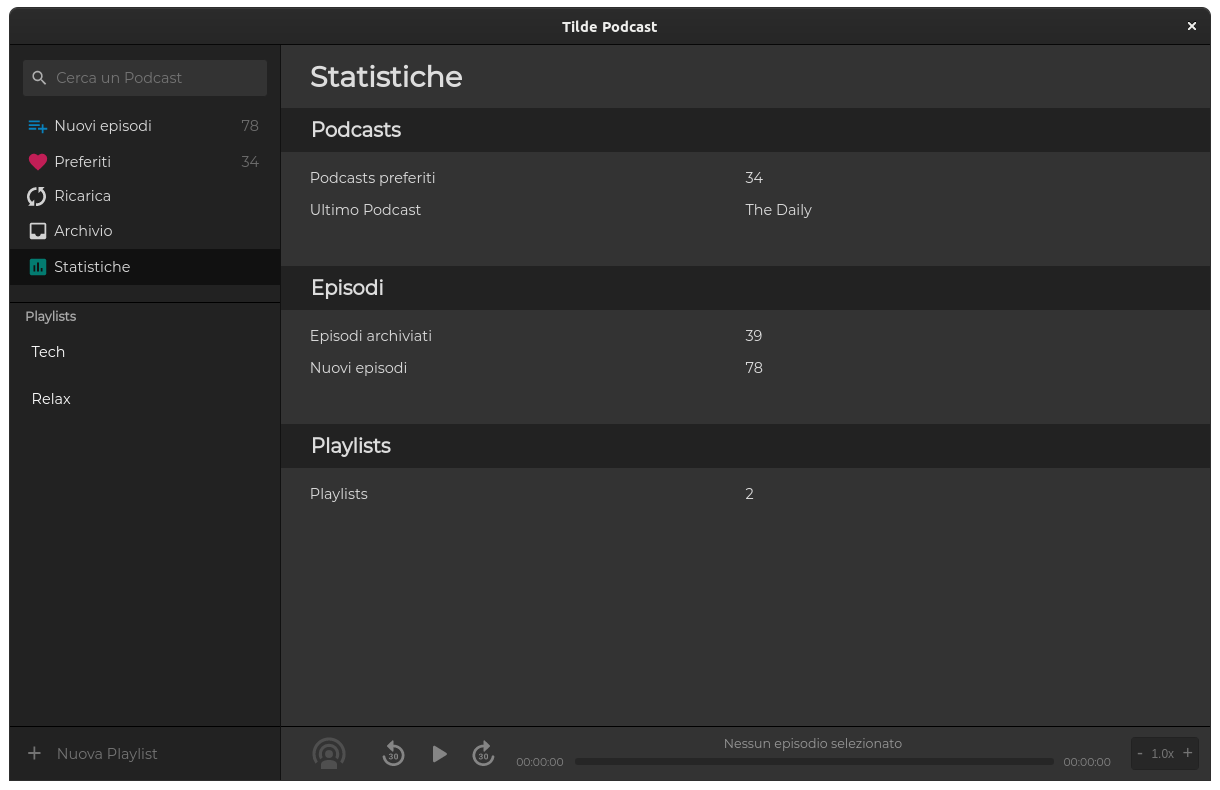 Tilde Podcast
Cerca un Podcast
Nuovi episodi 78
Preferiti 34
Ricarica
Archivio
Statistiche
Playlists
Tech
Relax
Nuova Playlist
Statistiche
Podcasts
Podcasts preferiti 34
Ultimo Podcast The Daily
Episodi
Episodi archiviati 39
Nuovi episodi 78
Playlists
Playlists 2
30
30
Nessun episodio selezionato
00:00:00 00:00:00
- 1.0x +